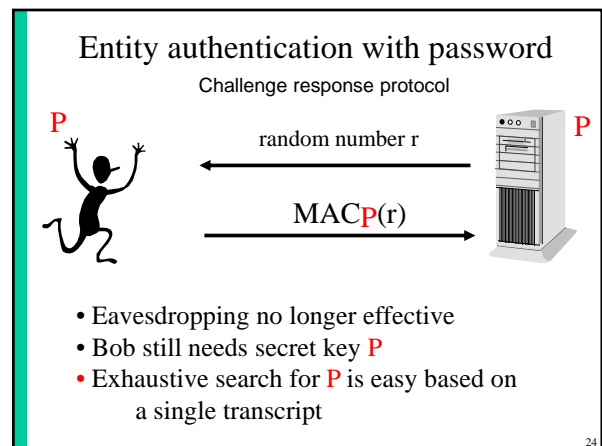 Entity authentication with password
Challenge response protocol
P
P
random number r
MACP(r)
• Eavesdropping no longer effective
• Bob still needs secret key P
• Exhaustive search for P is easy based on
a single transcript
24